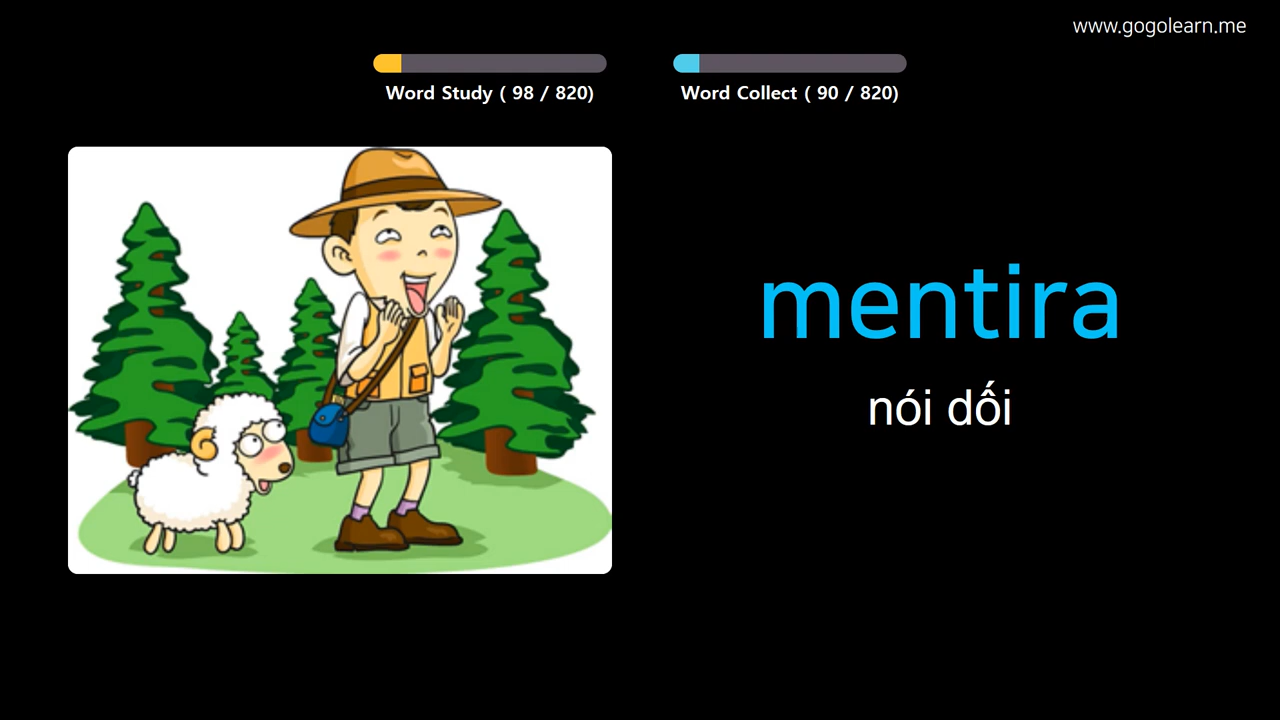 www.gogolearn.me
Word Study ( 98 / 820)
Word Collect ( 90 / 820)
mentira
nói dối